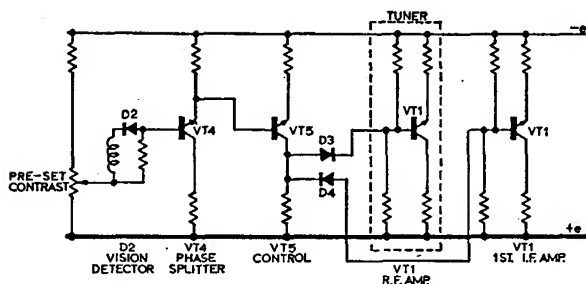 TUNER
−e
D2
VT4
VT5
D3
D4
VT1
VT1
PRE-SET
CONTRAST
+e
D2
VISION
DETECTOR
VT4
PHASE
SPLITTER
VT5
CONTROL
VT1
R.F. AMP.
VT1
1ST. I.F. AMP.